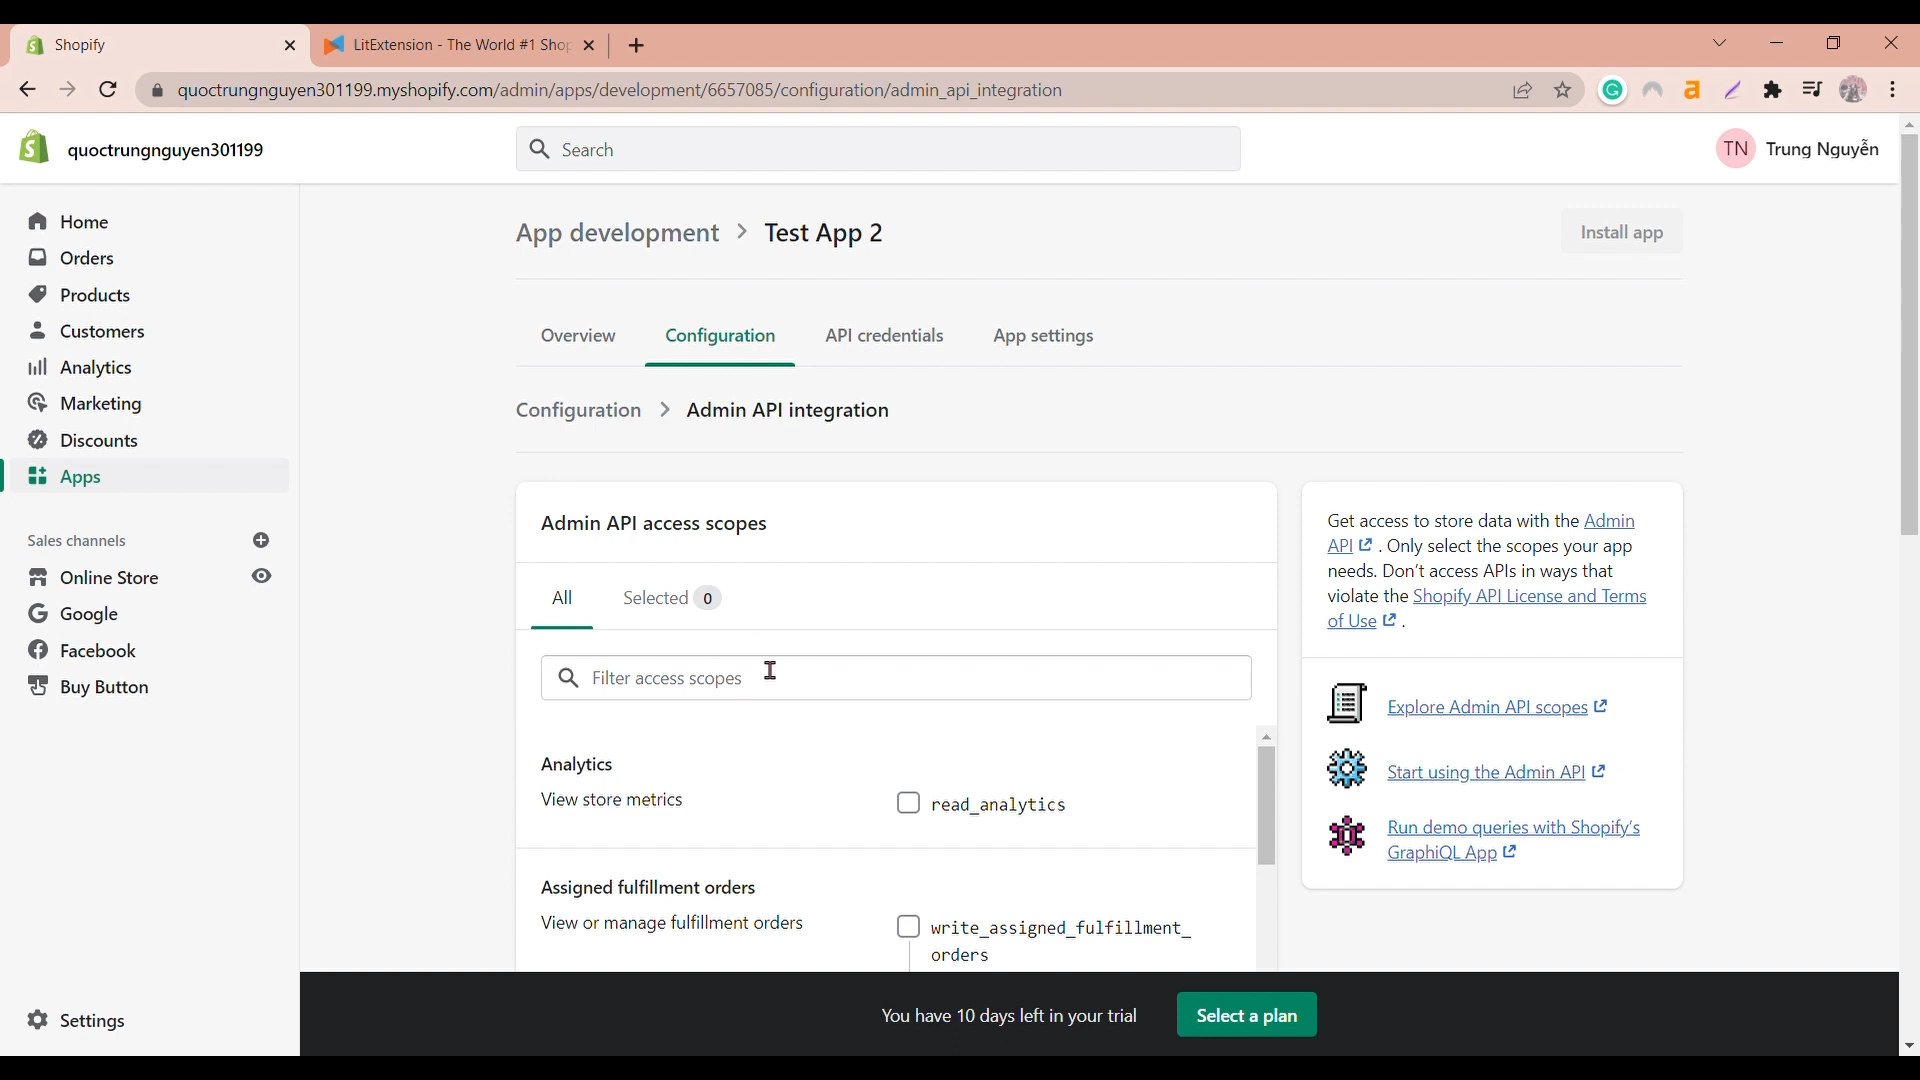 Shopify
LitExtension - The World #1 Shop
quoctrungnguyen301199.myshopify.com/admin/apps/development/6657085/configuration/admin_api_integration
quoctrungnguyen301199
Search
TN Trung Nguyễn
Home
Orders
Products
Customers
Analytics
Marketing
Discounts
Apps
Sales channels
Online Store
Google
Facebook
Buy Button
Settings
App development > Test App 2
Install app
Overview Configuration API credentials App settings
Configuration > Admin API integration
Admin API access scopes
All Selected 0
Filter access scopes
Analytics
View store metrics
read_analytics
Assigned fulfillment orders
View or manage fulfillment orders
write_assigned_fulfillment_
orders
Get access to store data with the Admin
API . Only select the scopes your app
needs. Don't access APIs in ways that
violate the Shopify API License and Terms
of Use .
Explore Admin API scopes
Start using the Admin API
Run demo queries with Shopify's
GraphiQL App
You have 10 days left in your trial
Select a plan